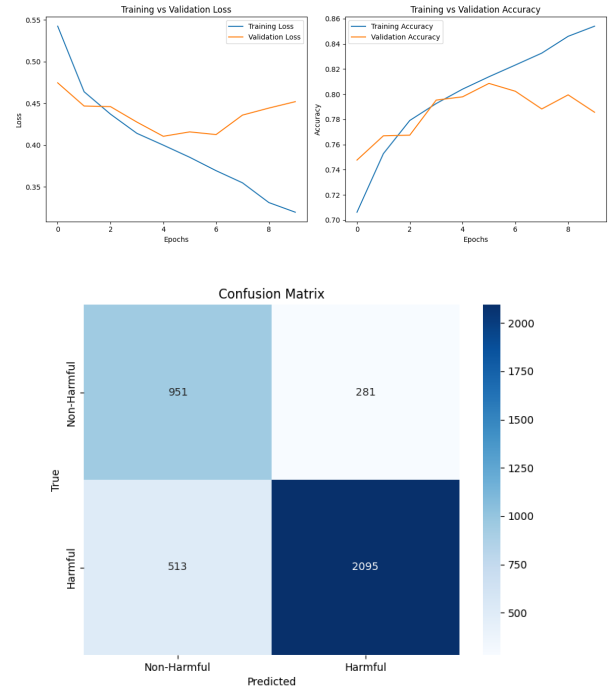 Training vs Validation Loss
0.55
0.50
0.45
0.40
0.35
Loss
0
2
4
6
8
Epochs
Training Loss
Validation Loss
Training vs Validation Accuracy
0.86
0.84
0.82
0.80
0.78
0.76
0.74
0.72
0.70
Accuracy
0
2
4
6
8
Epochs
Training Accuracy
Validation Accuracy
Confusion Matrix
True
Non-Harmful
951
281
Harmful
513
2095
Non-Harmful
Harmful
Predicted
2000
1750
1500
1250
1000
750
500